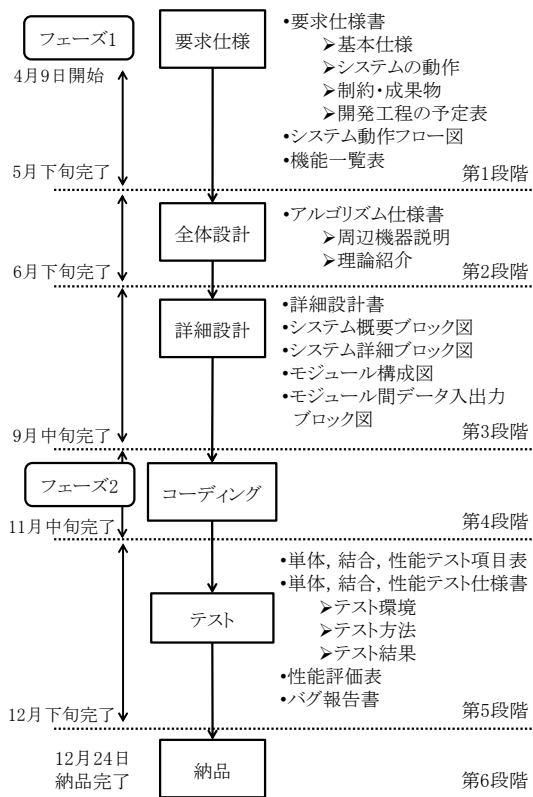 フェーズ1
4月9日開始
5月下旬完了
要求仕様
•要求仕様書
➢基本仕様
➢システムの動作
➢制約・成果物
➢開発工程の予定表
•システム動作フロー図
•機能一覧表
第1段階
6月下旬完了
全体設計
•アルゴリズム仕様書
➢周辺機器説明
➢理論紹介
第2段階
9月中旬完了
詳細設計
•詳細設計書
•システム概要ブロック図
•システム詳細ブロック図
•モジュール構成図
•モジュール間データ入出力
ブロック図
第3段階
フェーズ2
11月中旬完了
コーディング
第4段階
12月下旬完了
テスト
•単体, 結合, 性能テスト項目表
•単体, 結合, 性能テスト仕様書
➢テスト環境
➢テスト方法
➢テスト結果
•性能評価表
•バグ報告書
第5段階
12月24日
納品完了
納品
第6段階